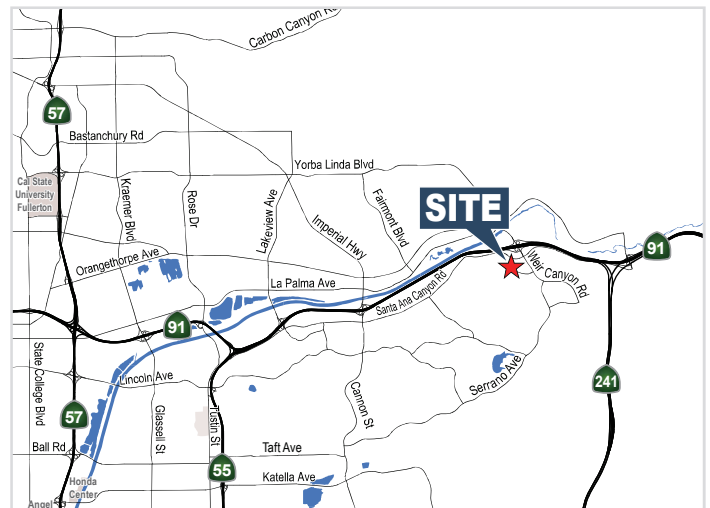 Carbon Canyon Rd
57
Bastanchury Rd
Yorba Linda Blvd
Cal State
University
Fullerton
Kraemer Blvd
Rose Dr
Lakeview Ave
Imperial Hwy
Fairmont Blvd
SITE
91
Orangethorpe Ave
La Palma Ave
Santa Ana Canyon Rd
Weir Canyon Rd
91
State College Blvd
Lincoln Ave
Serrano Ave
241
57
Glassell St
Tustin St
Cannon St
Ball Rd
Taft Ave
55
Katella Ave
Honda
Center
Angel